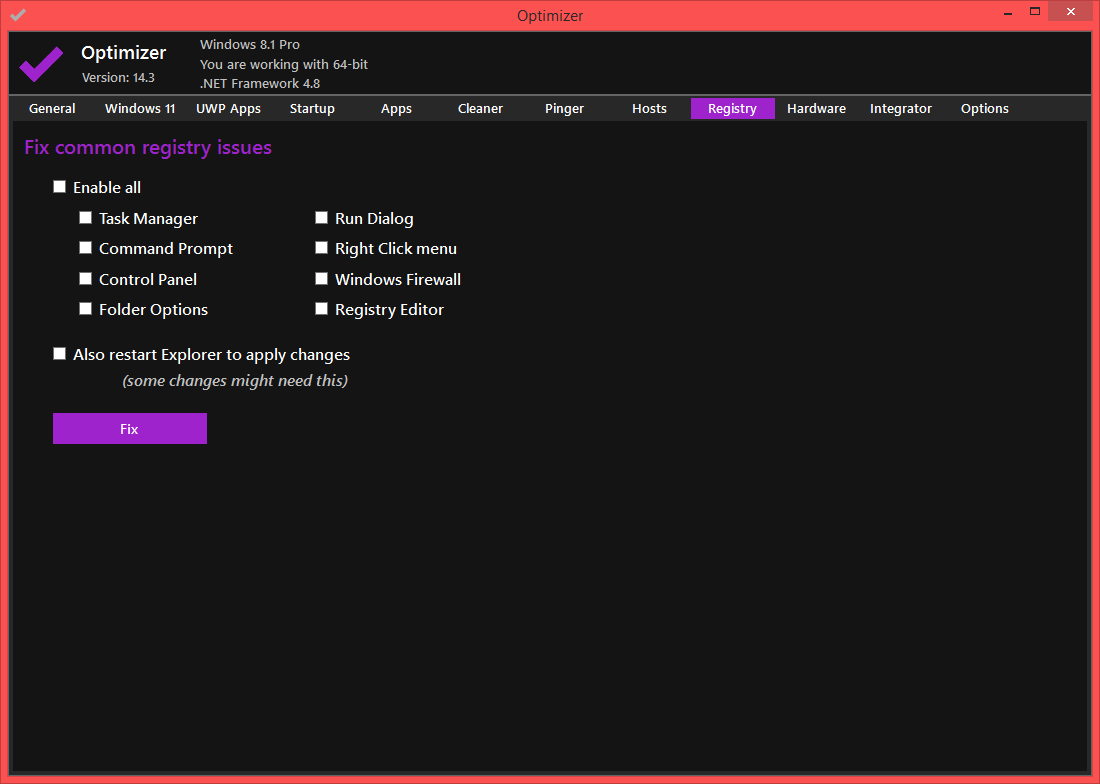 Optimizer
Optimizer
Version: 14.3
Windows 8.1 Pro
You are working with 64-bit
.NET Framework 4.8
General Windows 11 UWP Apps Startup Apps Cleaner Pinger Hosts Registry Hardware Integrator Options
Fix common registry issues
Enable all
Task Manager Run Dialog
Command Prompt Right Click menu
Control Panel Windows Firewall
Folder Options Registry Editor
Also restart Explorer to apply changes
(some changes might need this)
Fix